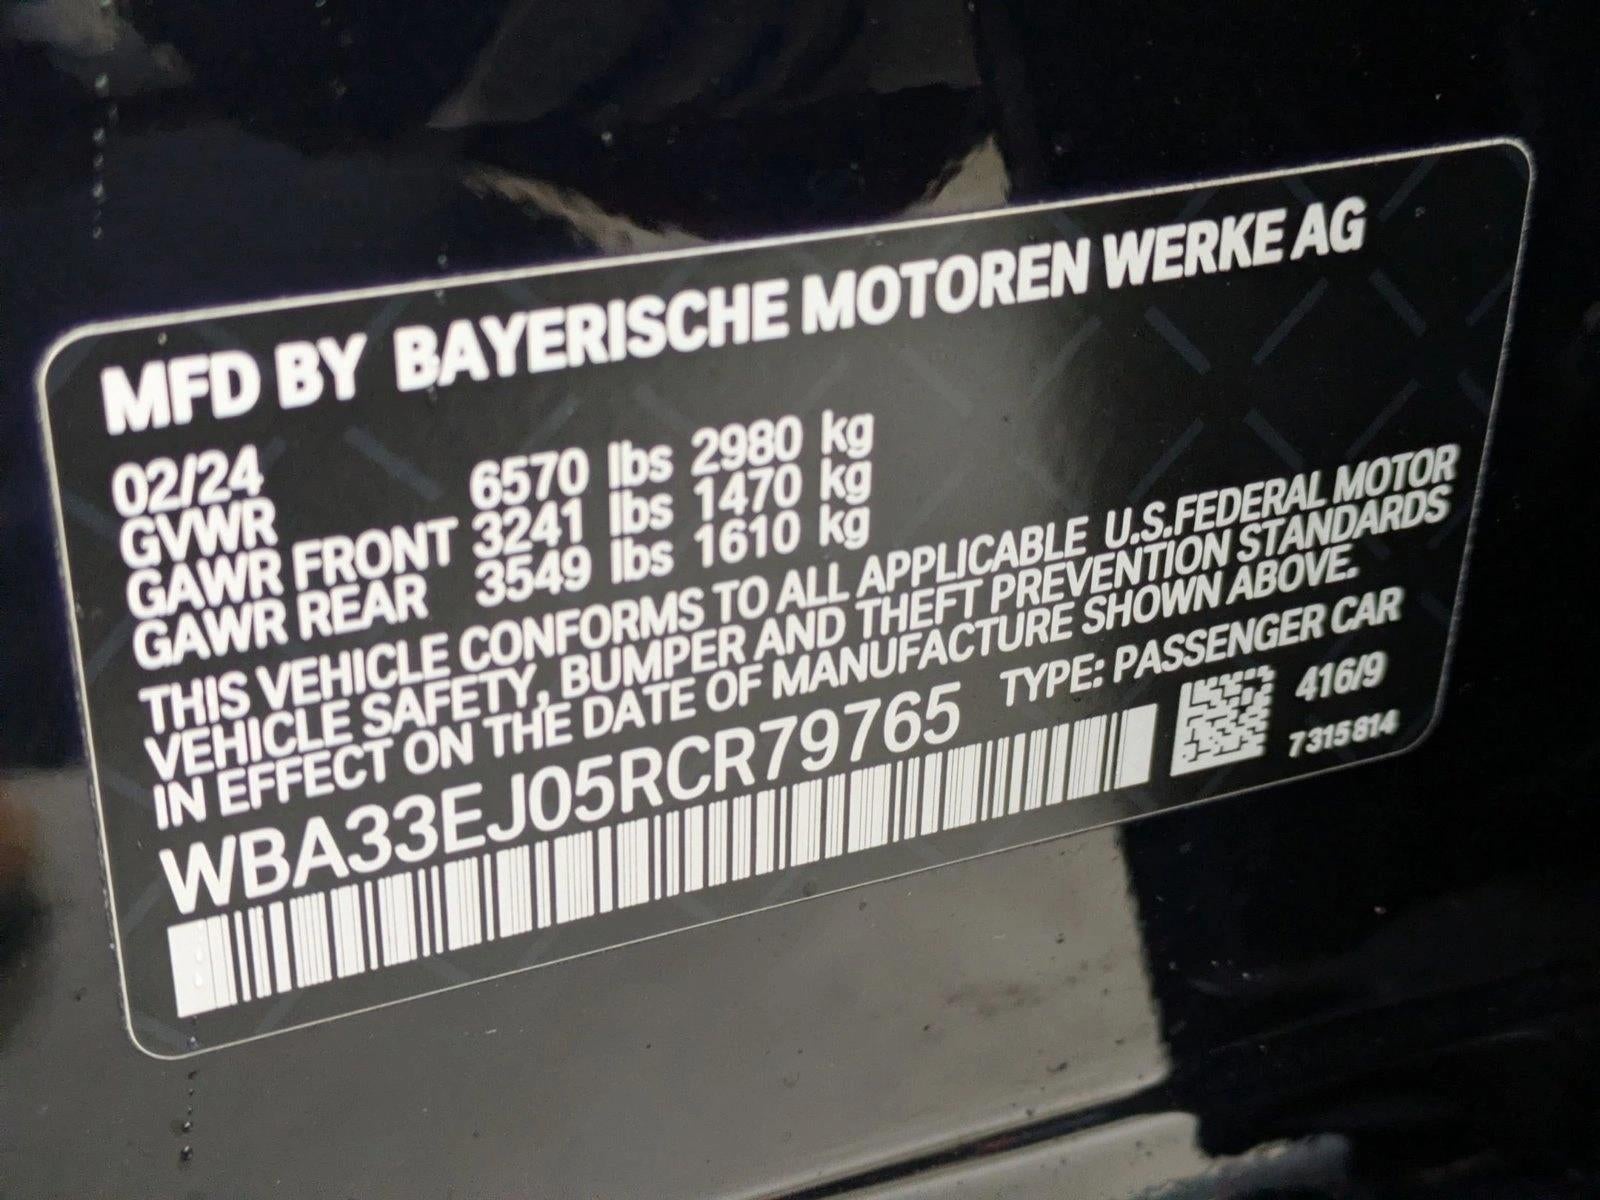 MFD BY BAYERISCHE MOTOREN WERKE AG
02/24
GVWR 6570 lbs 2980 kg
GAWR FRONT 3241 lbs 1470 kg
GAWR REAR 3549 lbs 1610 kg
THIS VEHICLE CONFORMS TO ALL APPLICABLE U.S.FEDERAL MOTOR
VEHICLE SAFETY, BUMPER AND THEFT PREVENTION STANDARDS
IN EFFECT ON THE DATE OF MANUFACTURE SHOWN ABOVE.
WBA33EJ05RCR79765 TYPE: PASSENGER CAR
416/9
7315814